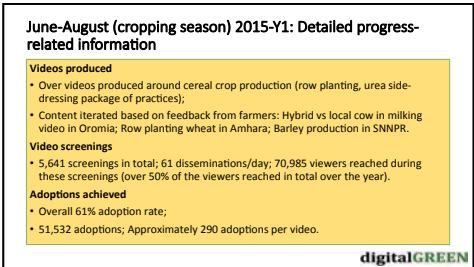 June-August (cropping season) 2015-Y1: Detailed progress-
related information
Videos produced
• Over videos produced around cereal crop production (row planting, urea side-
dressing package of practices);
• Content iterated based on feedback from farmers: Hybrid vs local cow in milking
video in Oromia; Row planting wheat in Amhara; Barley production in SNNPR.
Video screenings
• 5,641 screenings in total; 61 disseminations/day; 70,985 viewers reached during
these screenings (over 50% of the viewers reached in total over the year).
Adoptions achieved
• Overall 61% adoption rate;
• 51,532 adoptions; Approximately 290 adoptions per video.
digitalGREEN